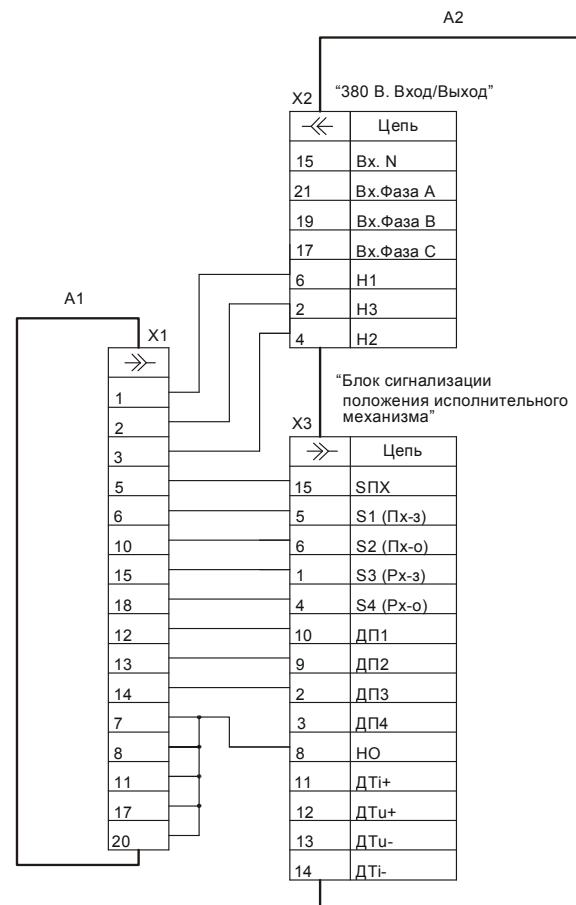 A2
“380 В. Вход/Выход”
X2
Цепь
15 Вх. N
21 Вх.Фаза A
19 Вх.Фаза B
17 Вх.Фаза C
6 H1
2 H3
4 H2
A1
X1
1
2
3
5
6
10
15
18
12
13
14
7
8
11
17
20
“Блок сигнализации
положения исполнительного
механизма”
X3
Цепь
15 SПX
5 S1 (Пх-з)
6 S2 (Пх-о)
1 S3 (Рх-з)
4 S4 (Рх-о)
10 ДП1
9 ДП2
2 ДП3
3 ДП4
8 НО
11 ДТi+
12 ДТu+
13 ДТu-
14 ДТi-